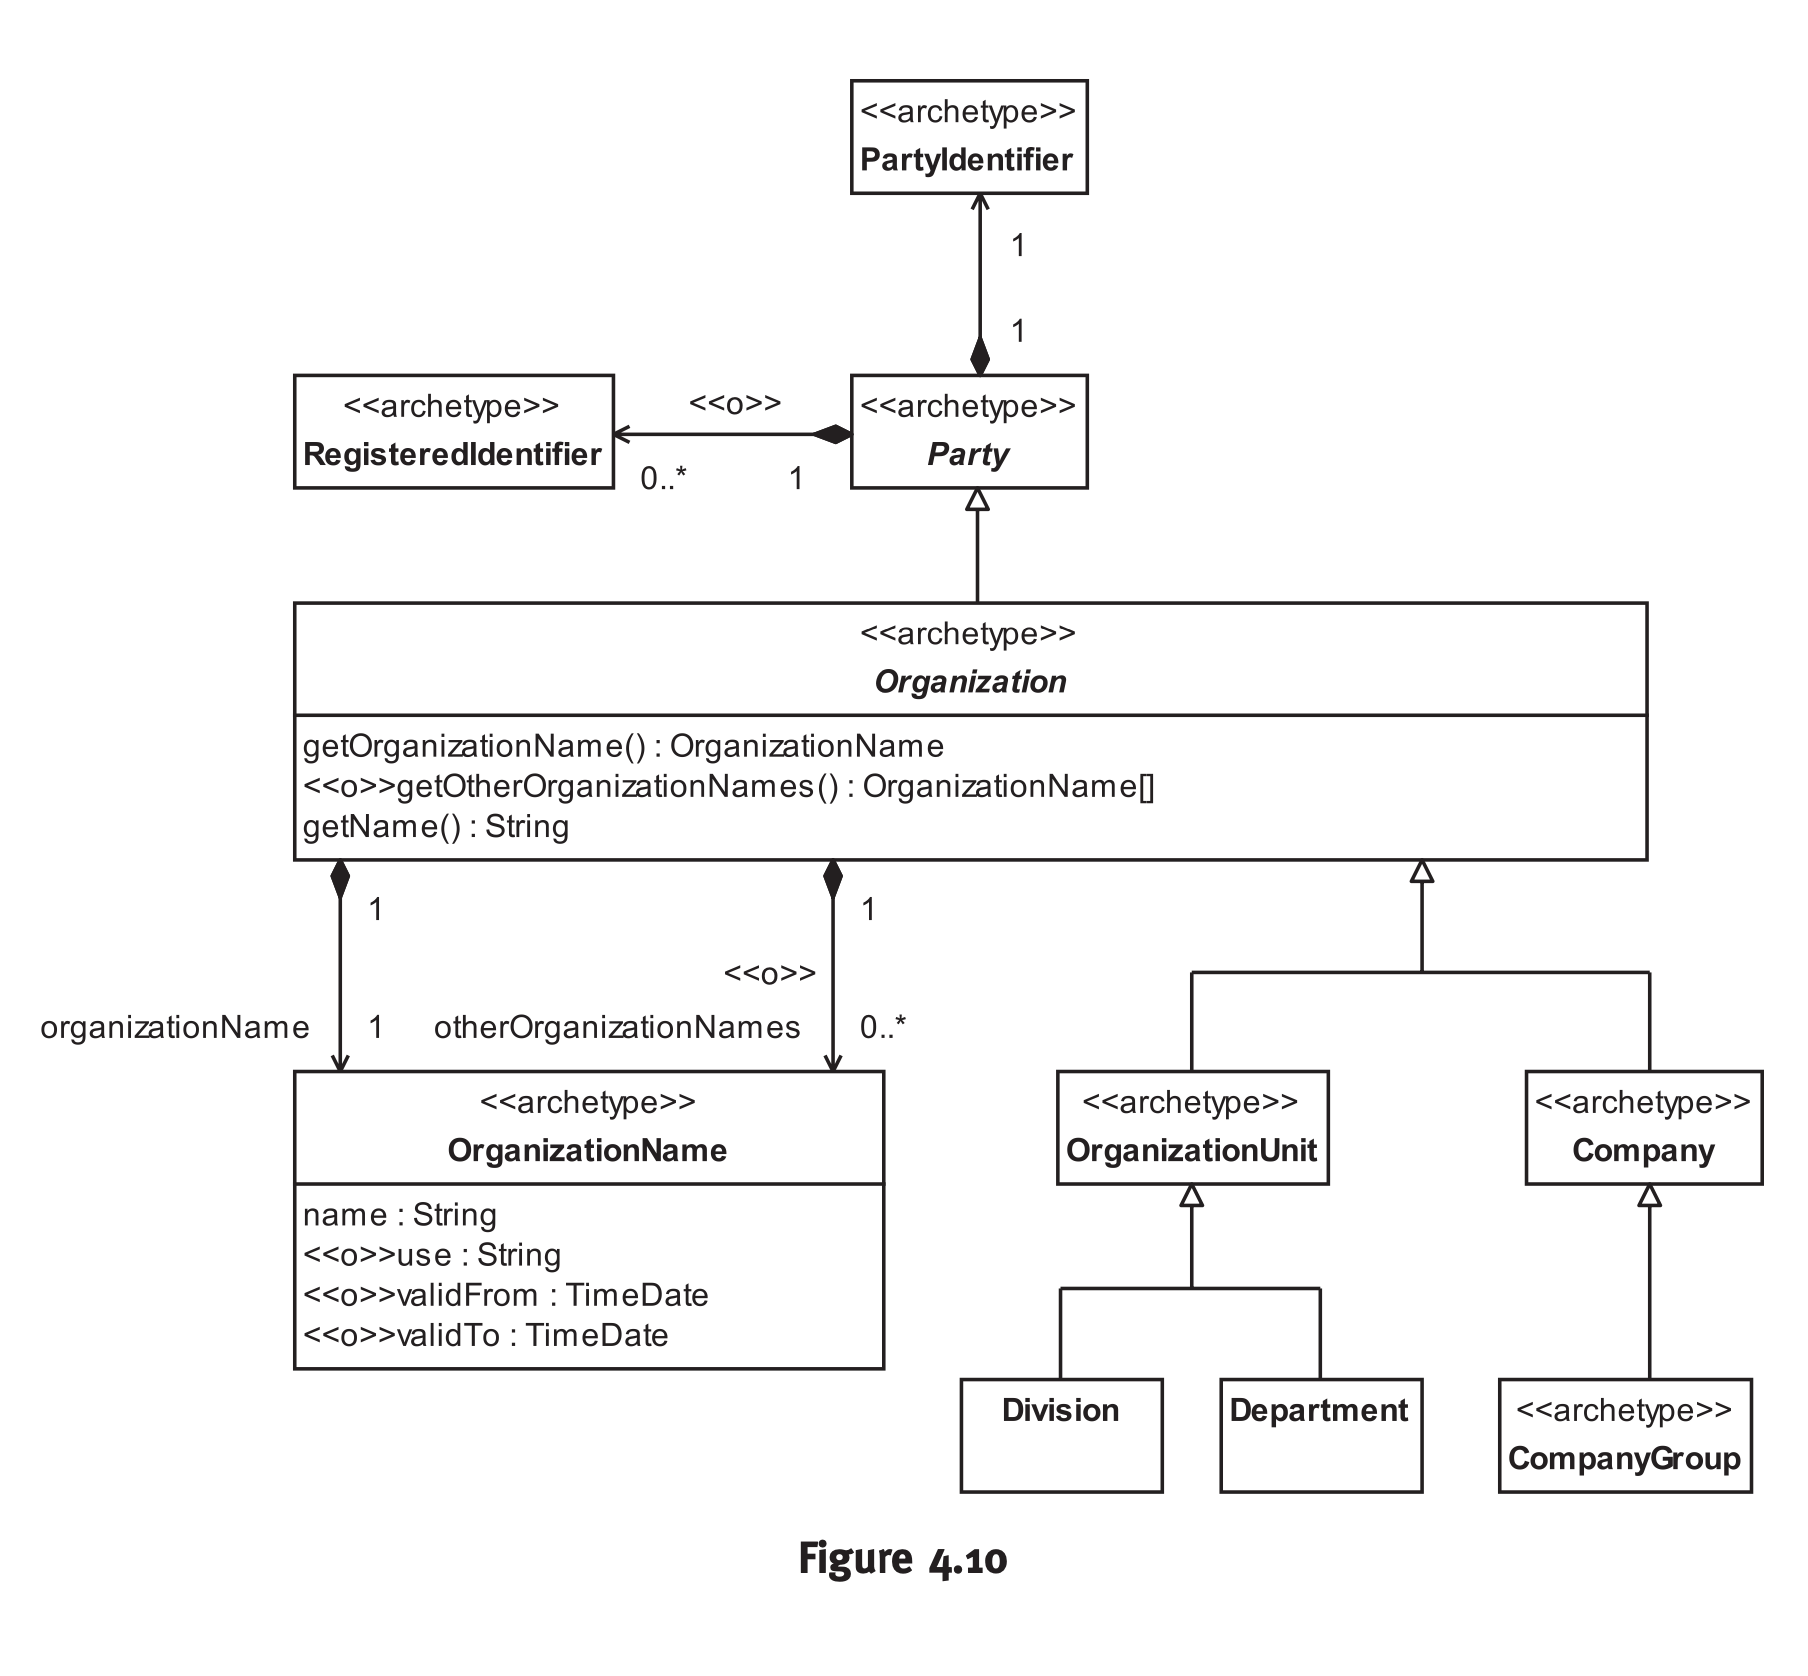 <<archetype>>
PartyIdentifier
1
1
<<archetype>>
RegisteredIdentifier
<<o>>
0..*
1
<<archetype>>
Party
<<archetype>>
Organization
getOrganizationName() : OrganizationName
<<o>>getOtherOrganizationNames() : OrganizationName[]
getName() : String
1
1
<<o>>
organizationName
1
otherOrganizationNames
0..*
<<archetype>>
OrganizationName
name : String
<<o>>use : String
<<o>>validFrom : TimeDate
<<o>>validTo : TimeDate
<<archetype>>
OrganizationUnit
<<archetype>>
Company
Division
Department
<<archetype>>
CompanyGroup
Figure 4.10